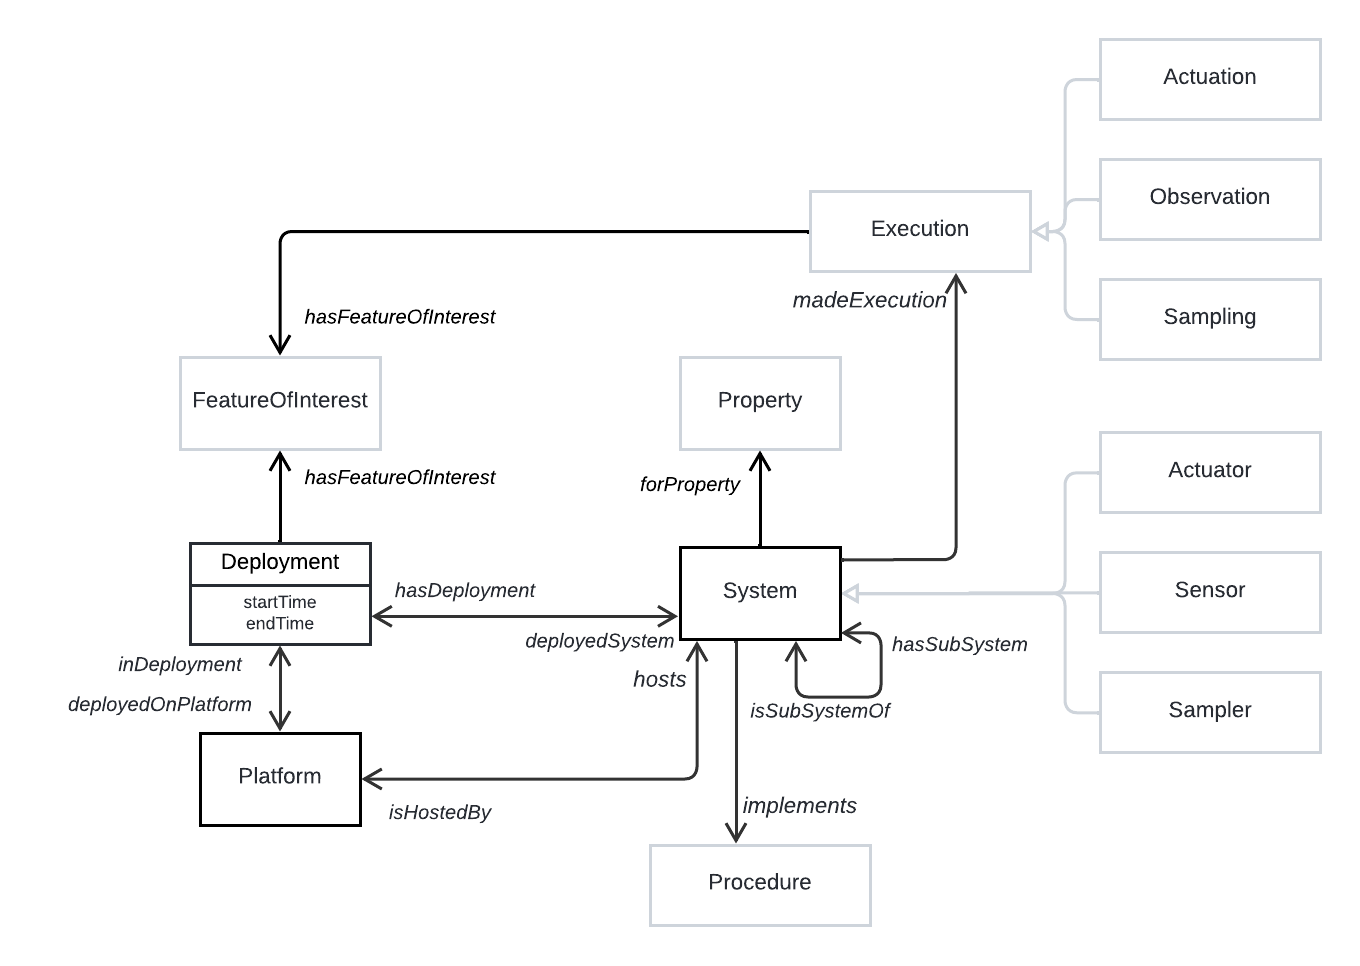 Actuation
Observation
Execution
madeExecution
hasFeatureOfInterest
Sampling
FeatureOfInterest
Property
hasFeatureOfInterest
forProperty
Actuator
Deployment
startTime
endTime
hasDeployment
deployedSystem
System
Sensor
hasSubSystem
isSubSystemOf
Sampler
inDeployment
deployedOnPlatform
hosts
Platform
isHostedBy
implements
Procedure